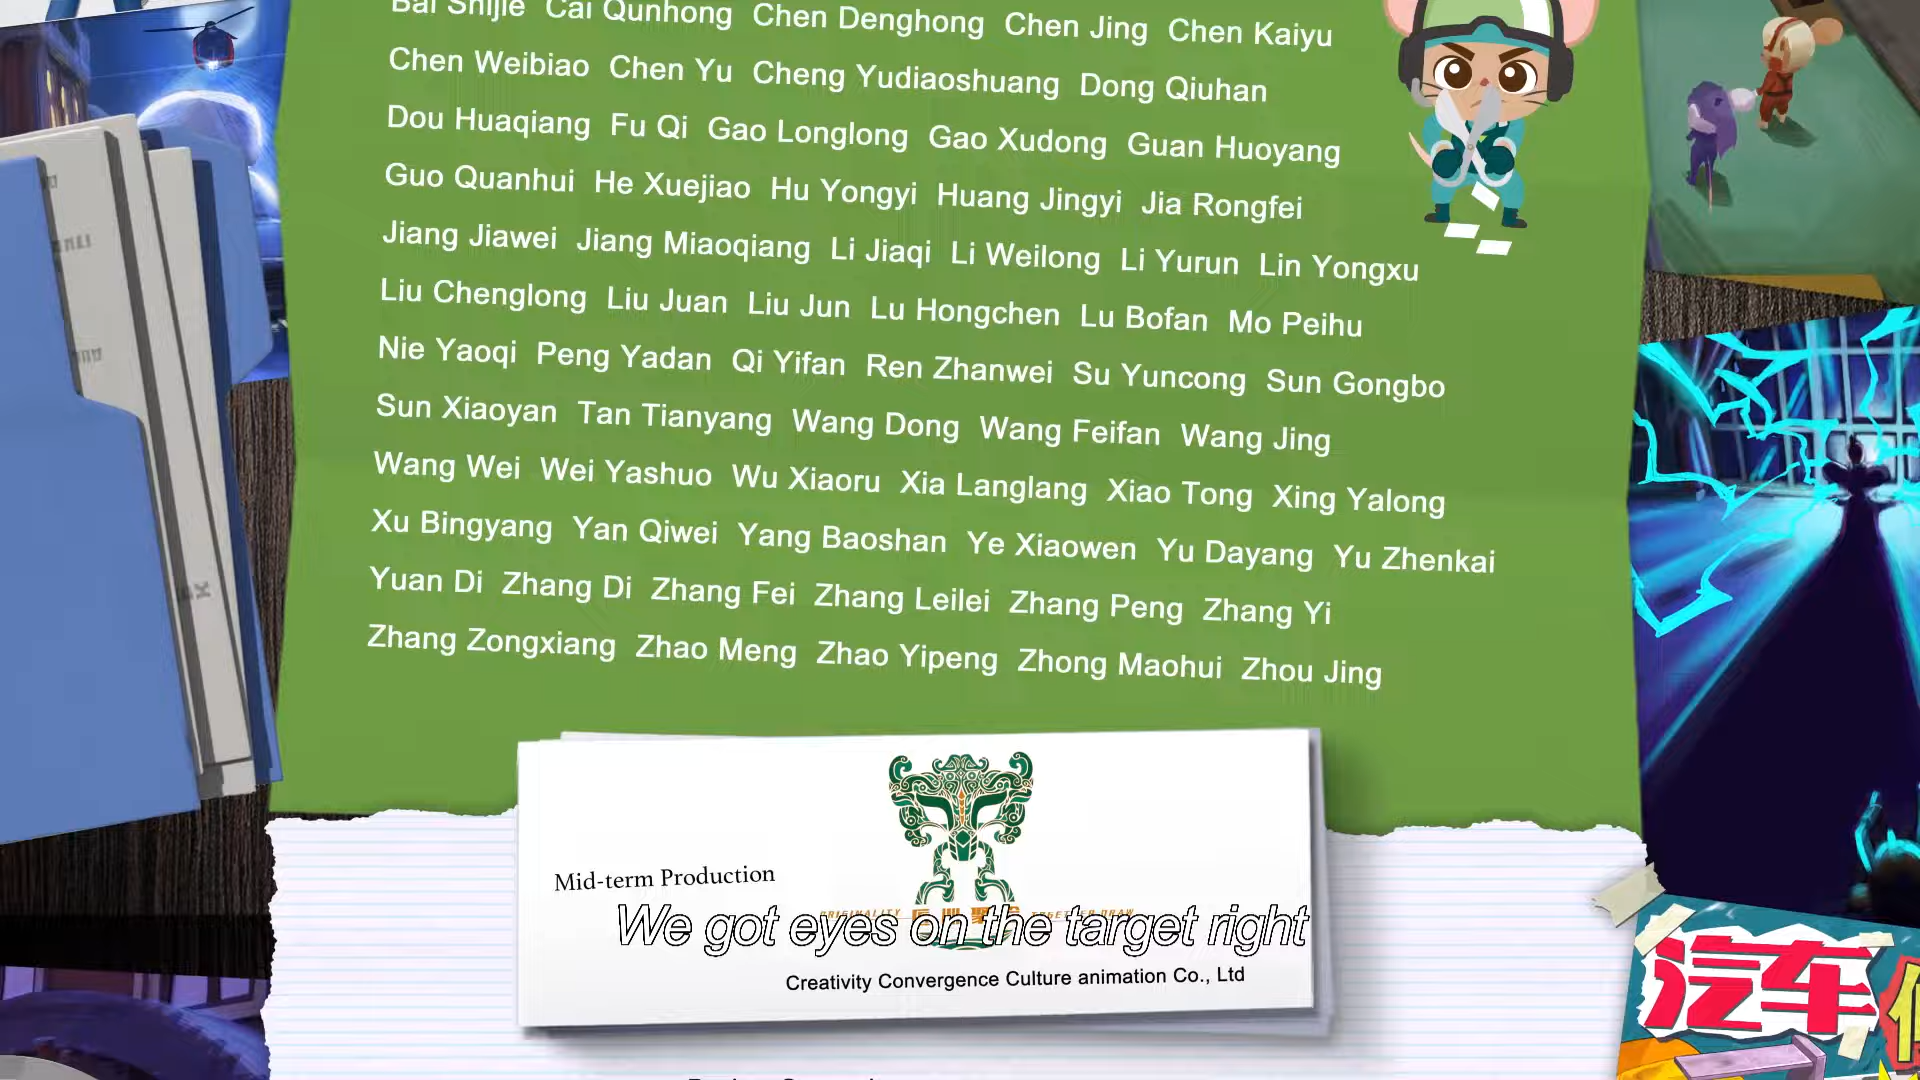 Bai Shijie Cai Qunhong Chen Denghong Chen Jing Chen Kaiyu
Chen Weibiao Chen Yu Cheng Yudiaoshuang Dong Qiuhan
Dou Huaqiang Fu Qi Gao Longlong Gao Xudong Guan Huoyang
Guo Quanhui He Xuejiao Hu Yongyi Huang Jingyi Jia Rongfei
Jiang Jiawei Jiang Miaoqiang Li Jiaqi Li Weilong Li Yurun Lin Yongxu
Liu Chenglong Liu Juan Liu Jun Lu Hongchen Lu Bofan Mo Peihu
Nie Yaoqi Peng Yadan Qi Yifan Ren Zhanwei Su Yuncong Sun Gongbo
Sun Xiaoyan Tan Tianyang Wang Dong Wang Feifan Wang Jing
Wang Wei Wei Yashuo Wu Xiaoru Xia Langlang Xiao Tong Xing Yalong
Xu Bingyang Yan Qiwei Yang Baoshan Ye Xiaowen Yu Dayang Yu Zhenkai
Yuan Di Zhang Di Zhang Fei Zhang Leilei Zhang Peng Zhang Yi
Zhang Zongxiang Zhao Meng Zhao Yipeng Zhong Maohui Zhou Jing
Mid-term Production
ORIGINALITY TOGETHER DRAW
We got eyes on the target right
Creativity Convergence Culture animation Co., Ltd
汽车